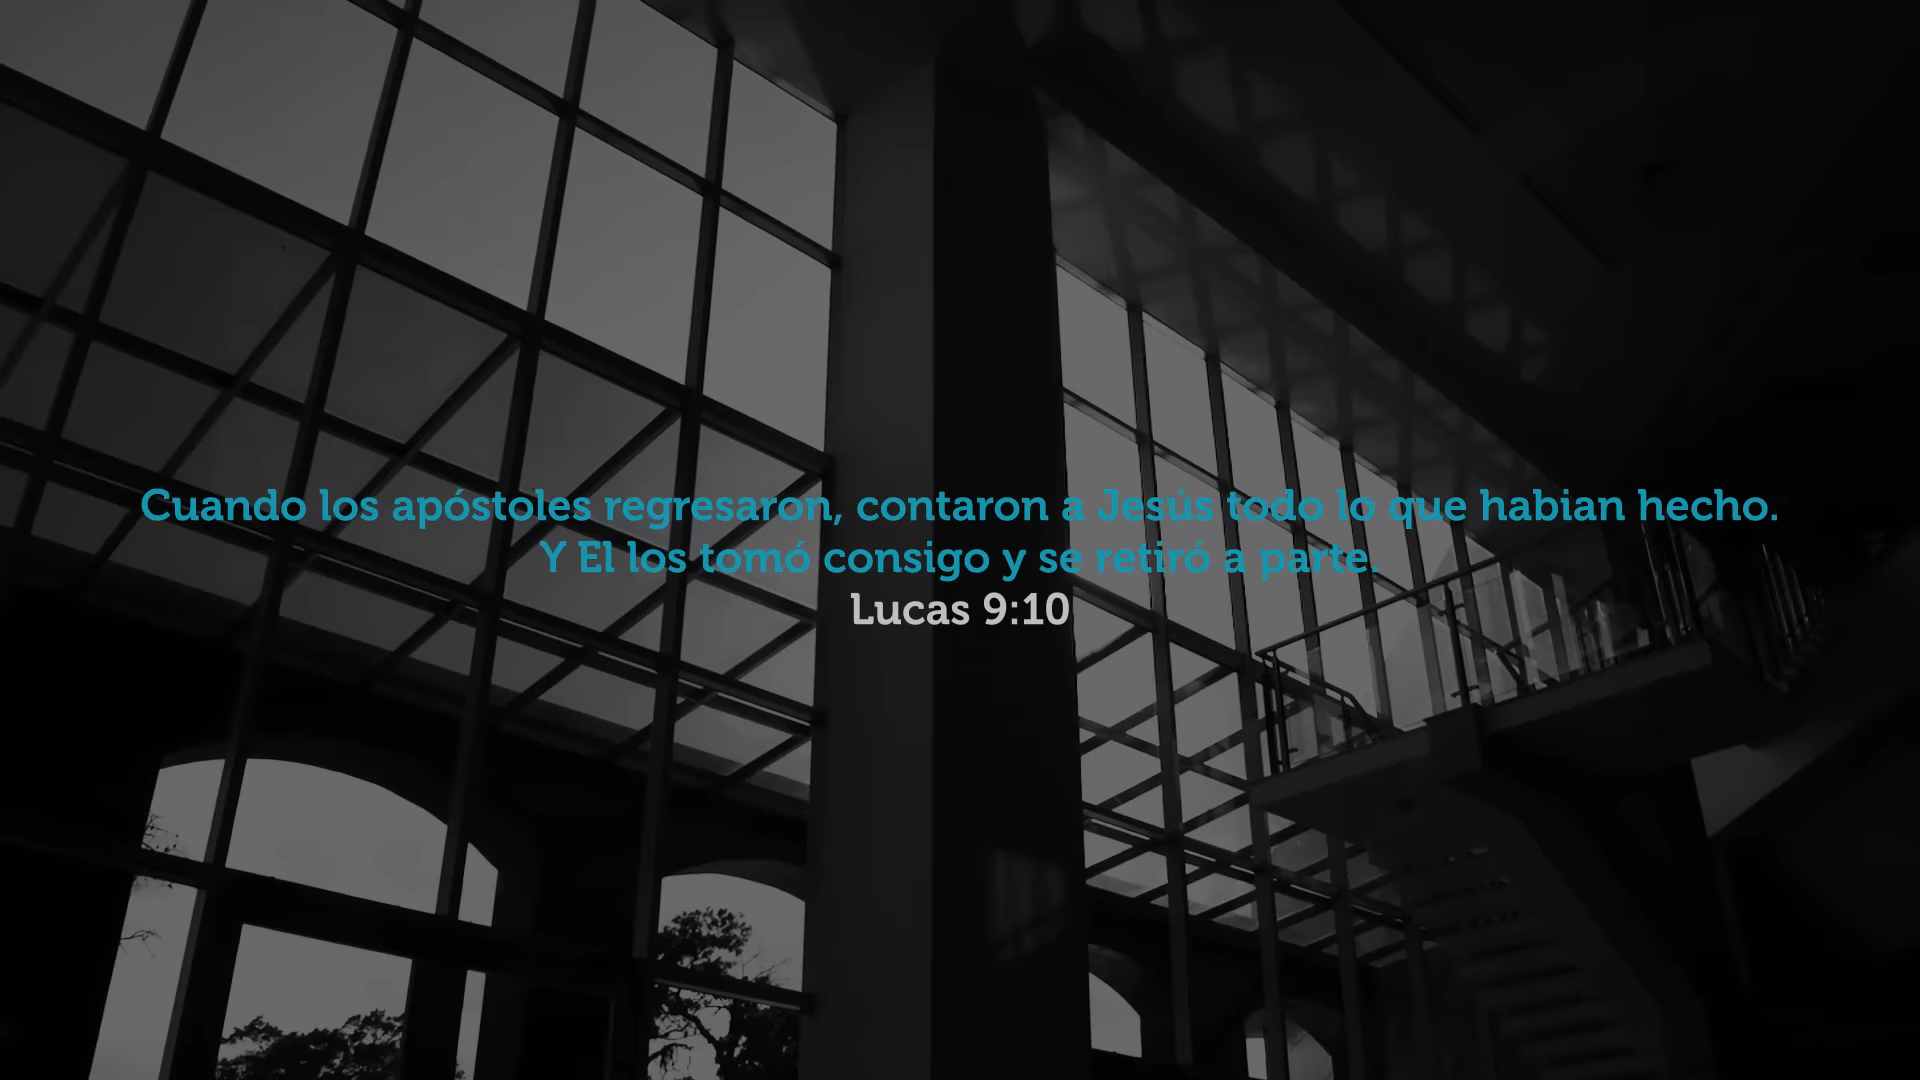 Cuando los apóstoles regresaron, contaron a Jesús todo lo que habian hecho.
Y El los tomó consigo y se retiró a parte.
Lucas 9:10